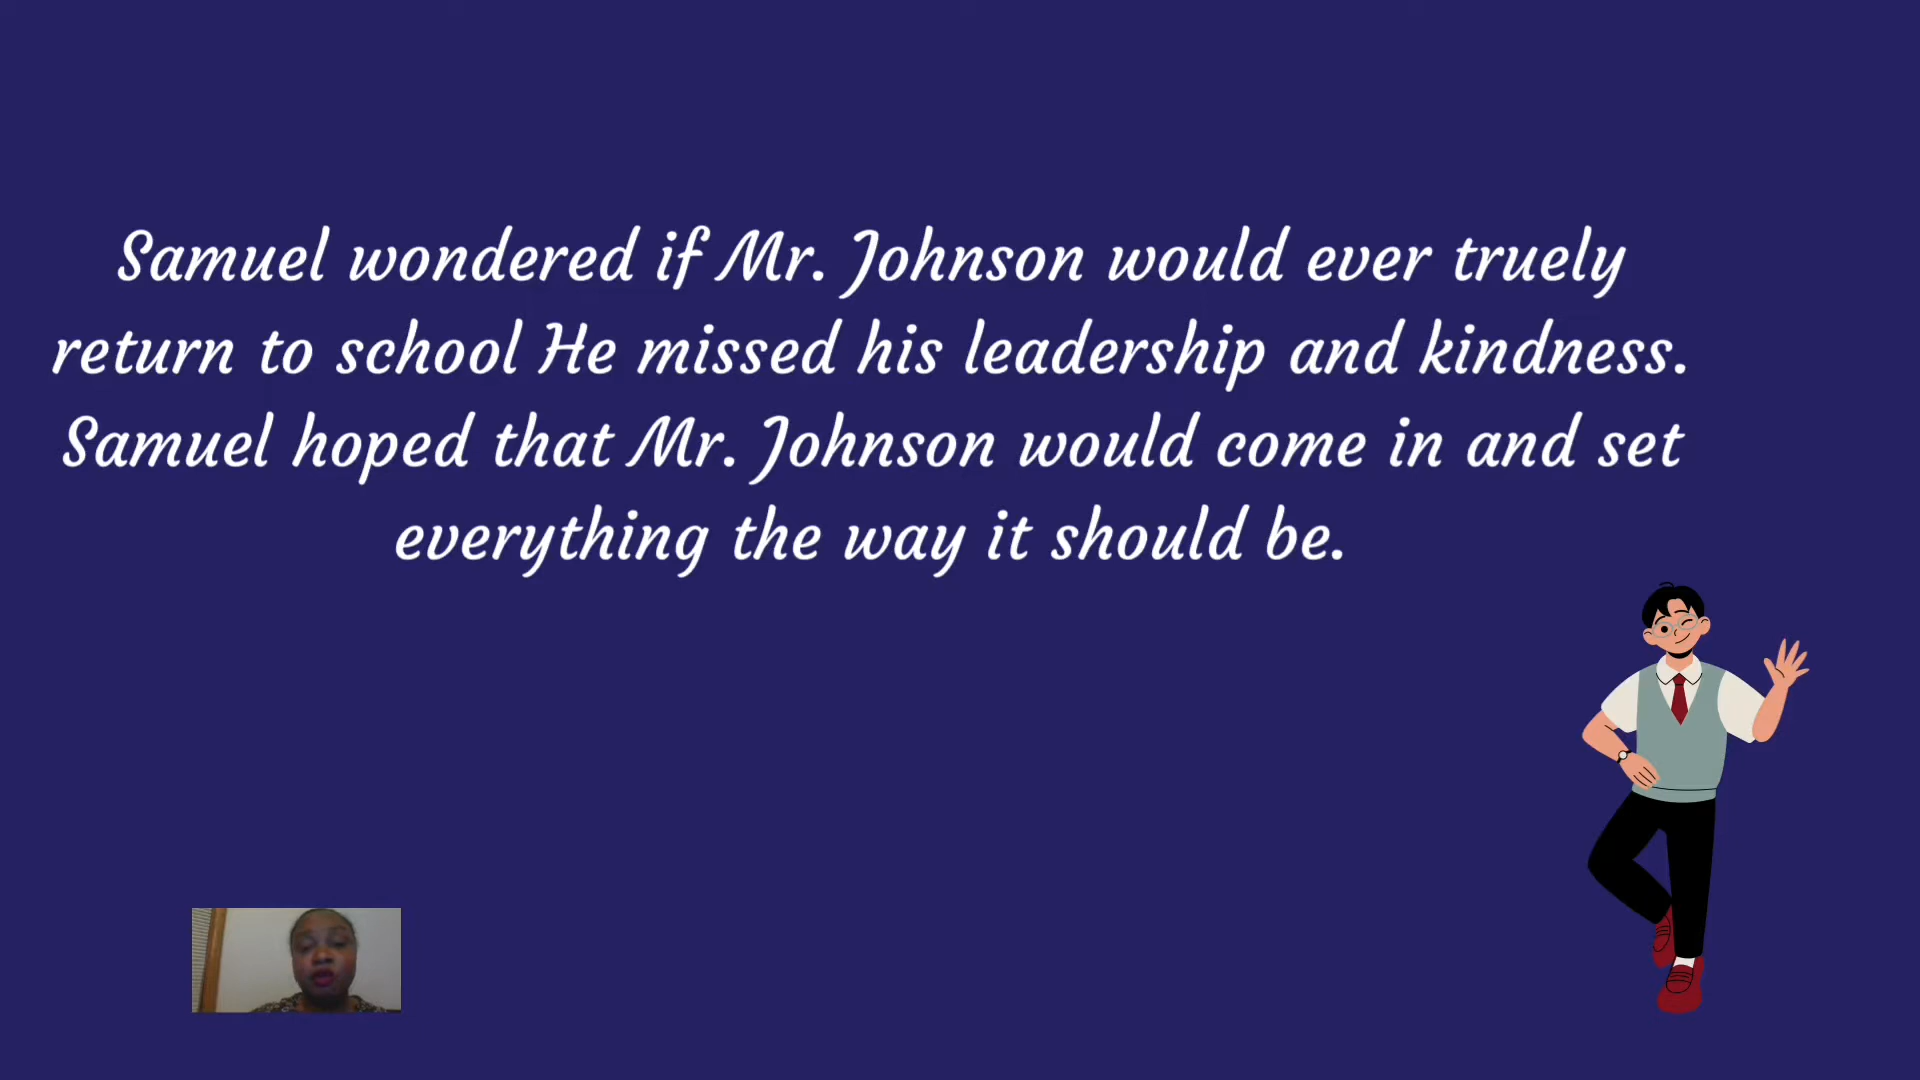 Samuel wondered if Mr. Johnson would ever truely
return to school He missed his leadership and kindness.
Samuel hoped that Mr. Johnson would come in and set
everything the way it should be.